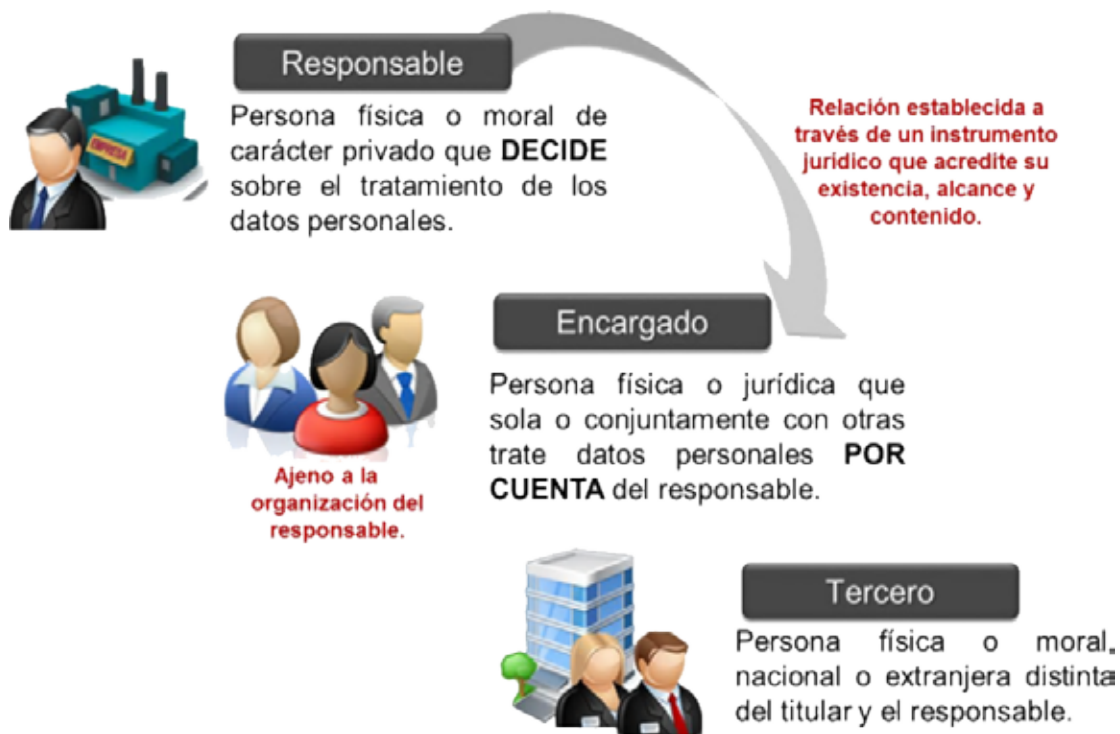 Responsable
EMPRESA
Persona física o moral de
carácter privado que DECIDE
sobre el tratamiento de los
datos personales.
Relación establecida a
través de un instrumento
jurídico que acredite su
existencia, alcance y
contenido.
Encargado
Persona física o jurídica que
sola o conjuntamente con otras
trate datos personales POR
CUENTA del responsable.
Ajeno a la
organización del
responsable.
Tercero
Persona física o moral,
nacional o extranjera distinta
del titular y el responsable.